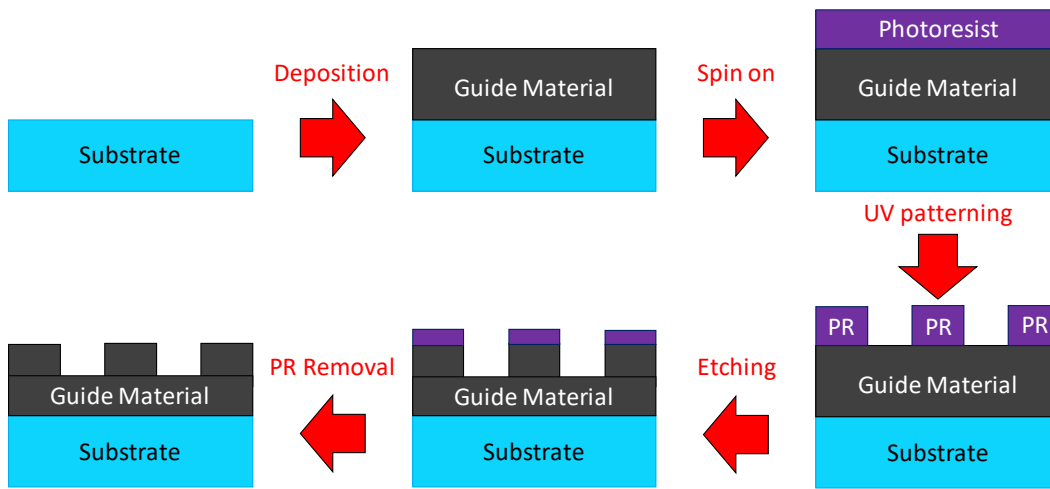 Photoresist
Deposition
Guide Material
Spin on
Guide Material
Substrate
Substrate
Substrate
UV patterning
PR
PR
PR
PR Removal
Etching
Guide Material
Guide Material
Guide Material
Substrate
Substrate
Substrate